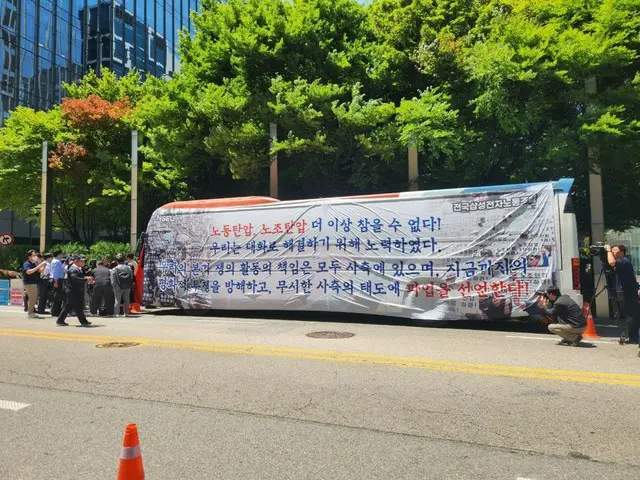 전국삼성전자노동조합
노동탄압, 노조탄압 더 이상 참을 수 없다!
우리는 대화로 해결하기 위해 노력하였다.
쟁의 활동의 책임은 모두 사측에 있으며, 지금까지의
방해하고, 무시한 사측의 태도에 파업을 선언한다!